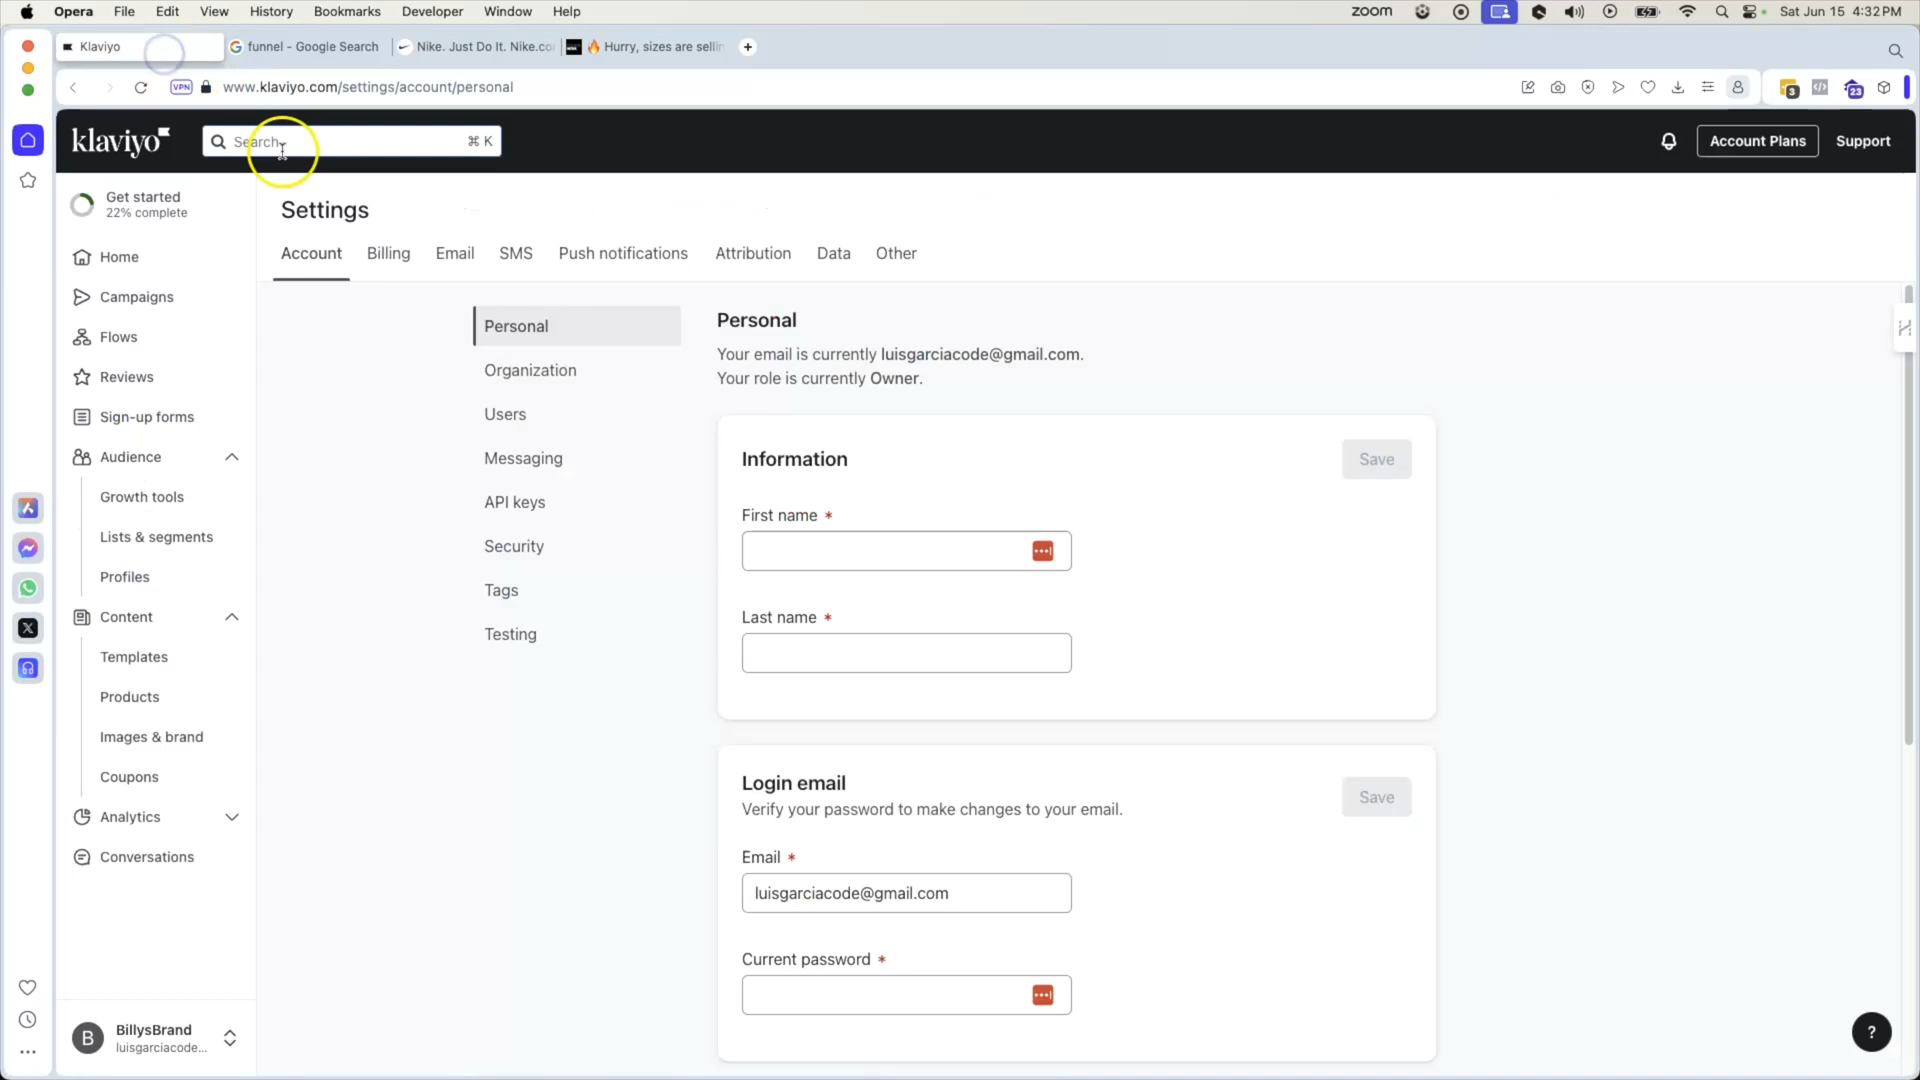 Opera File Edit View History Bookmarks Developer Window Help
zoom Sat Jun 15 4:32 PM
Klaviyo
funnel - Google Search
Nike. Just Do It. Nike.co
🔥 Hurry, sizes are sellin
VPN www.klaviyo.com/settings/account/personal
3
23
klaviyo
Search
⌘ K
Account Plans
Support
Get started
22% complete
Home
Campaigns
Flows
Reviews
Sign-up forms
Audience
Growth tools
Lists & segments
Profiles
Content
Templates
Products
Images & brand
Coupons
Analytics
Conversations
B
BillysBrand
luisgarciacode...
Settings
Account Billing Email SMS Push notifications Attribution Data Other
Personal
Organization
Users
Messaging
API keys
Security
Tags
Testing
Personal
Your email is currently luisgarciacode@gmail.com.
Your role is currently Owner.
Information
Save
First name *
Last name *
Login email
Verify your password to make changes to your email.
Save
Email *
luisgarciacode@gmail.com
Current password *
?